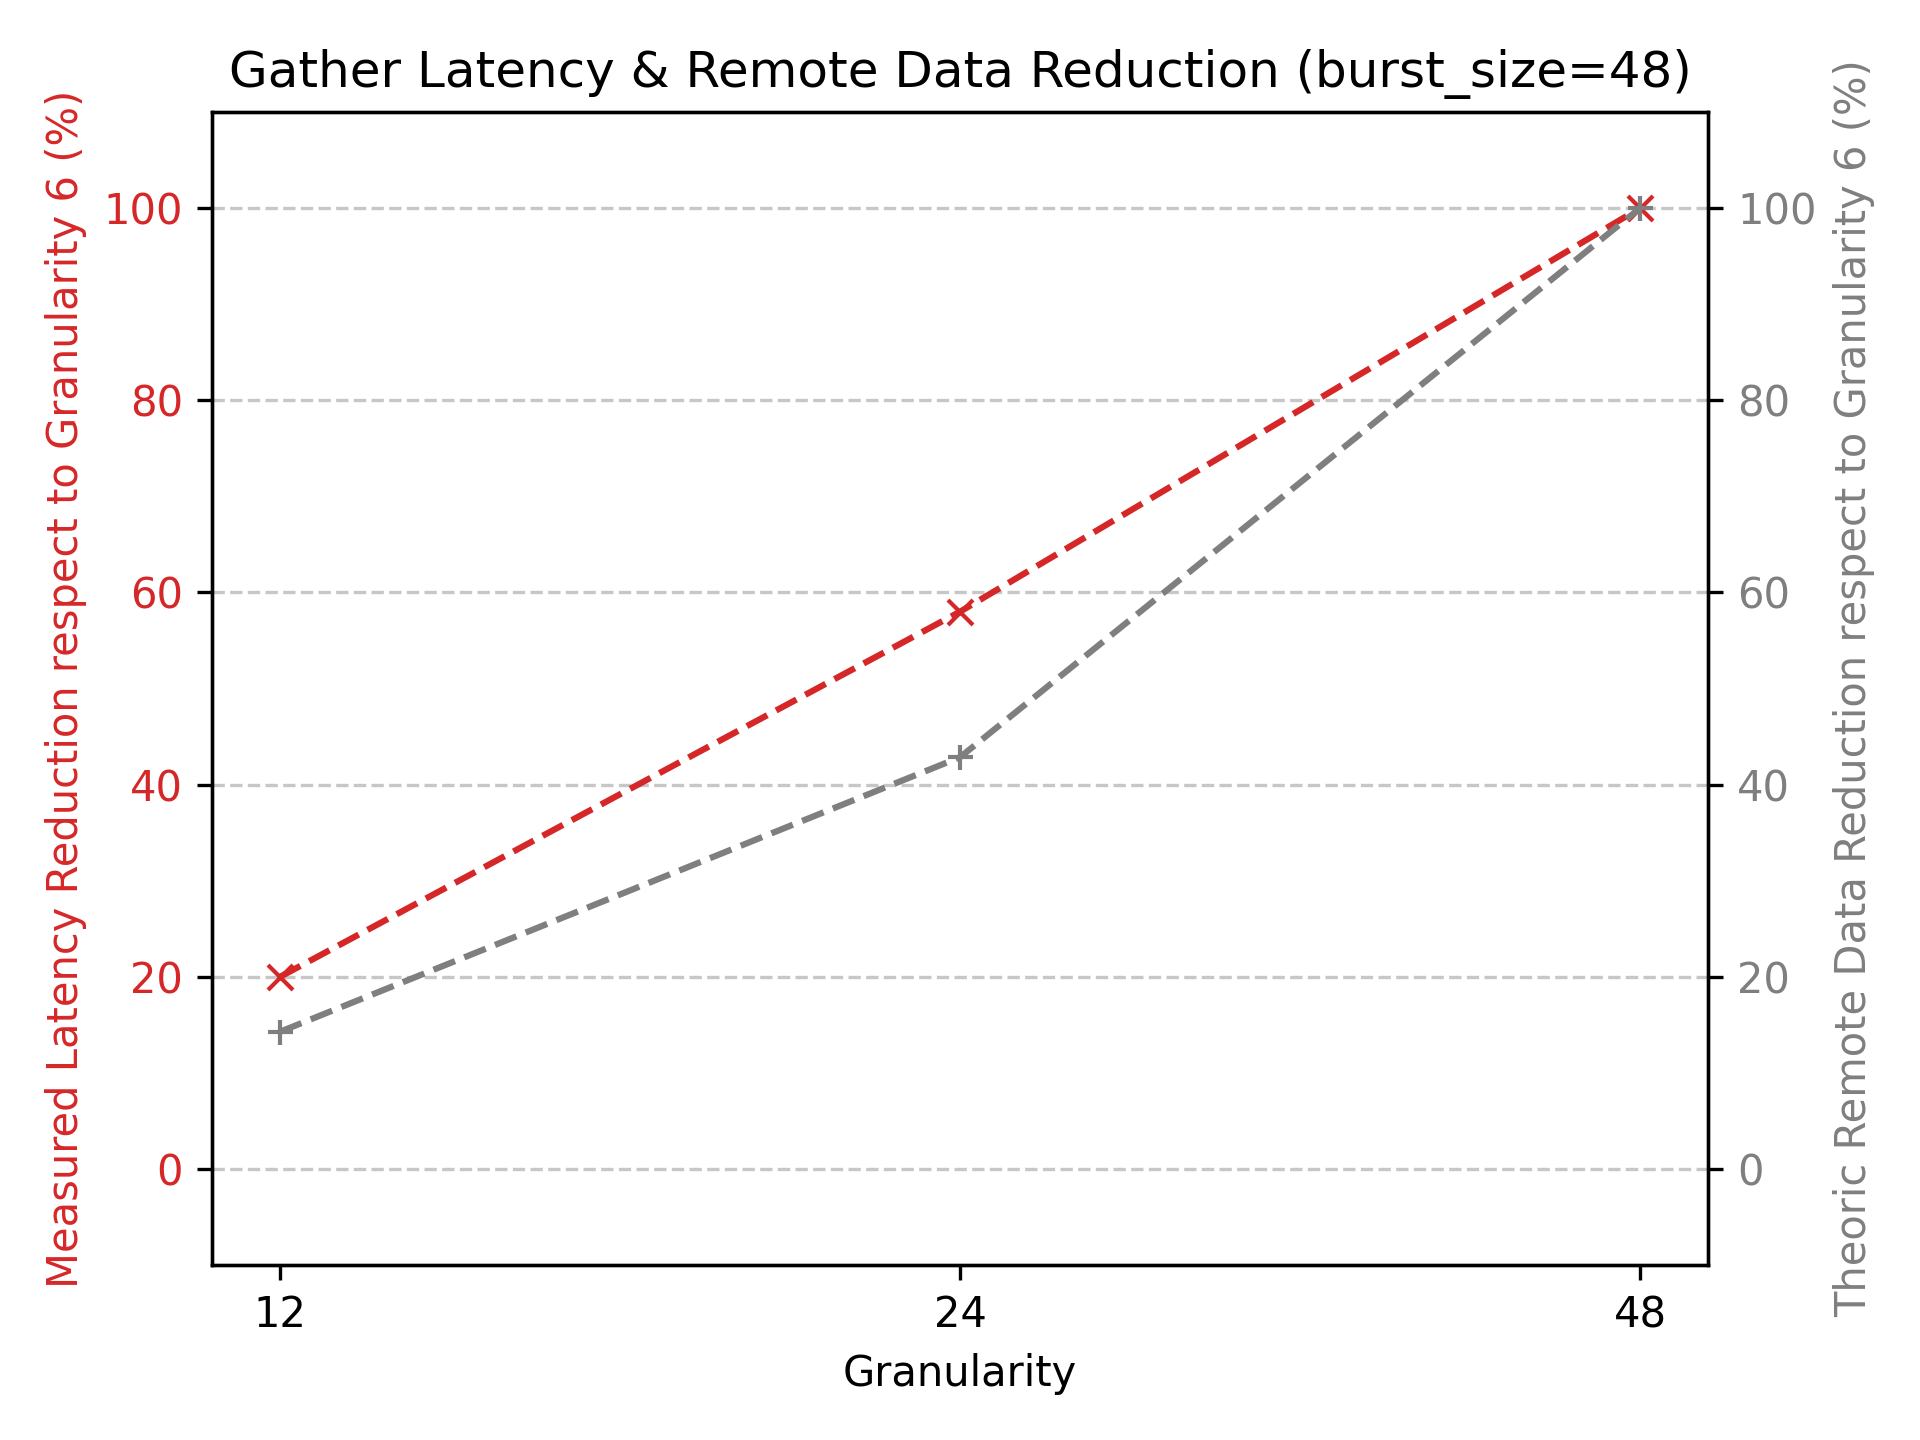 Gather Latency & Remote Data Reduction (burst_size=48)
Measured Latency Reduction respect to Granularity 6 (%)
100
80
60
40
20
0
100
80
60
40
20
0
Theoric Remote Data Reduction respect to Granularity 6 (%)
12 24 48
Granularity